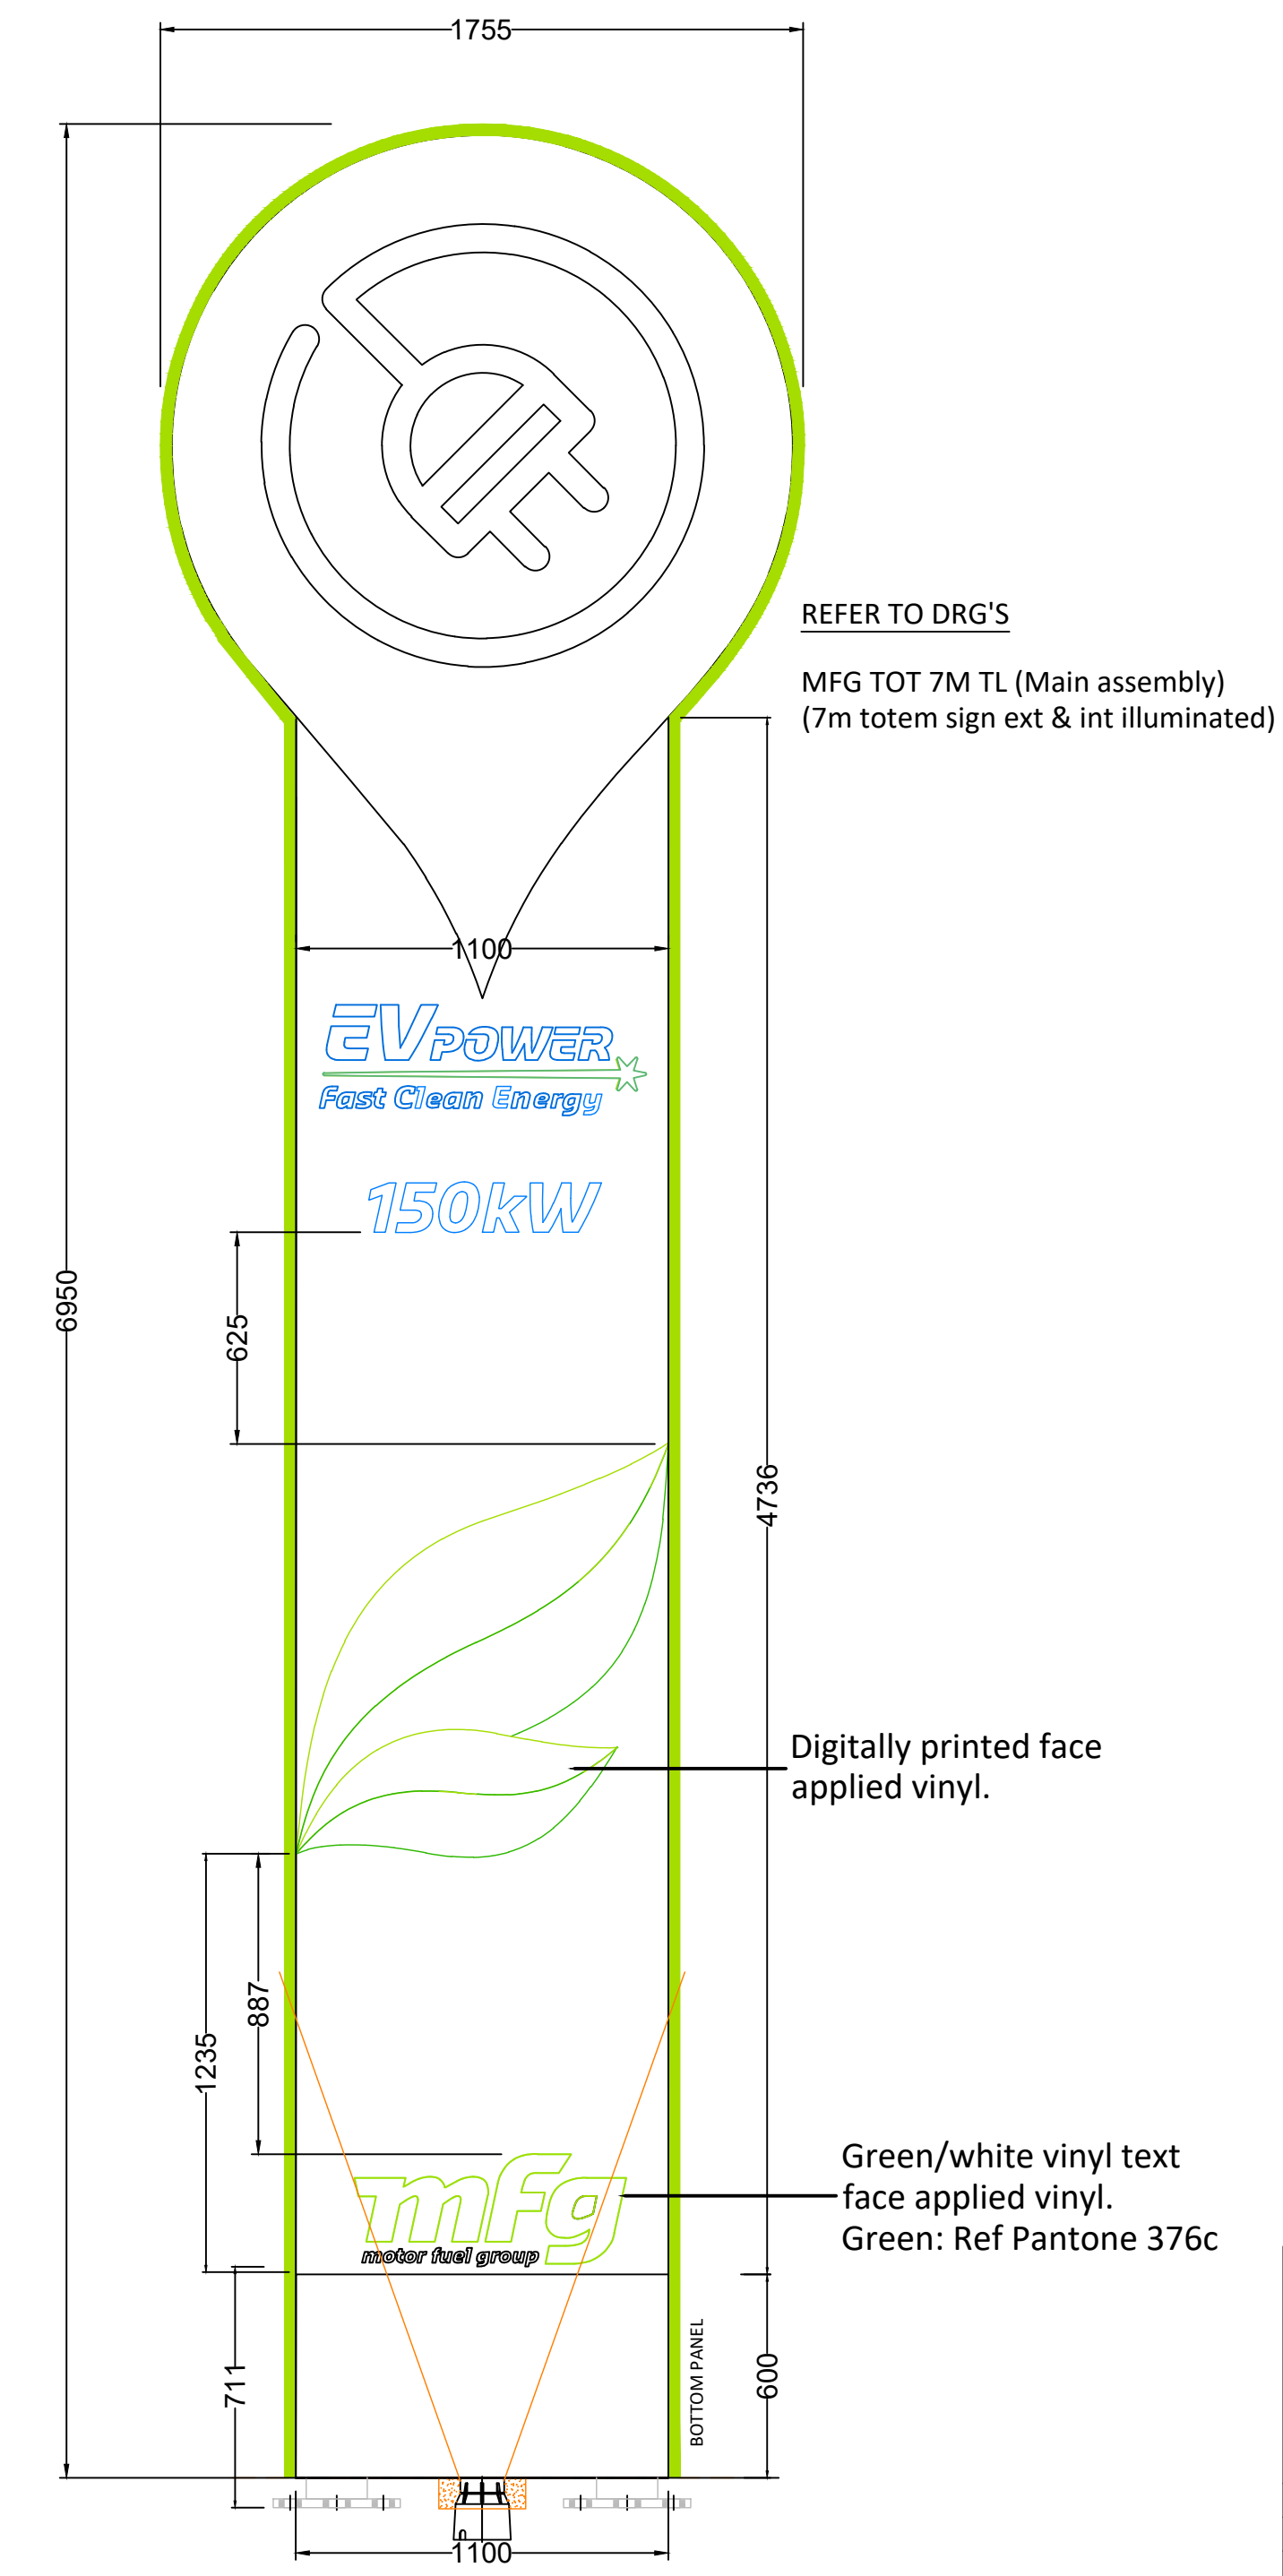 1755
REFER TO DRG'S
MFG TOT 7M TL (Main assembly)
(7m totem sign ext & int illuminated)
1100
EVPOWER
Fast Clean Energy
150kW
6950
625
4736
Digitally printed face
applied vinyl.
887
1235
mfg
motor fuel group
Green/white vinyl text
face applied vinyl.
Green: Ref Pantone 376c
BOTTOM PANEL
600
711
1100